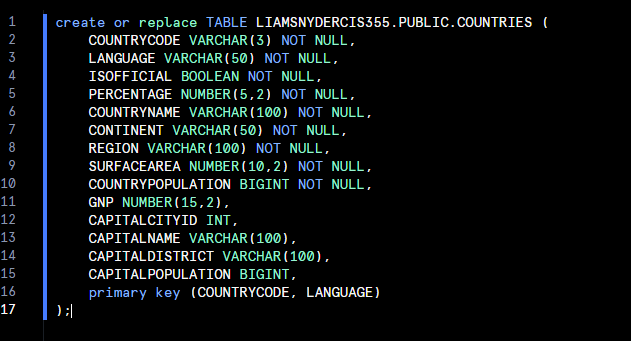 1 create or replace TABLE LIAMSNYDERCIS355.PUBLIC.COUNTRIES (
2 COUNTRYCODE VARCHAR(3) NOT NULL,
3 LANGUAGE VARCHAR(50) NOT NULL,
4 ISOFFICIAL BOOLEAN NOT NULL,
5 PERCENTAGE NUMBER(5,2) NOT NULL,
6 COUNTRYNAME VARCHAR(100) NOT NULL,
7 CONTINENT VARCHAR(50) NOT NULL,
8 REGION VARCHAR(100) NOT NULL,
9 SURFACEAREA NUMBER(10,2) NOT NULL,
10 COUNTRYPOPULATION BIGINT NOT NULL,
11 GNP NUMBER(15,2),
12 CAPITALCITYID INT,
13 CAPITALNAME VARCHAR(100),
14 CAPITALDISTRICT VARCHAR(100),
15 CAPITALPOPULATION BIGINT,
16 primary key (COUNTRYCODE, LANGUAGE)
17 );